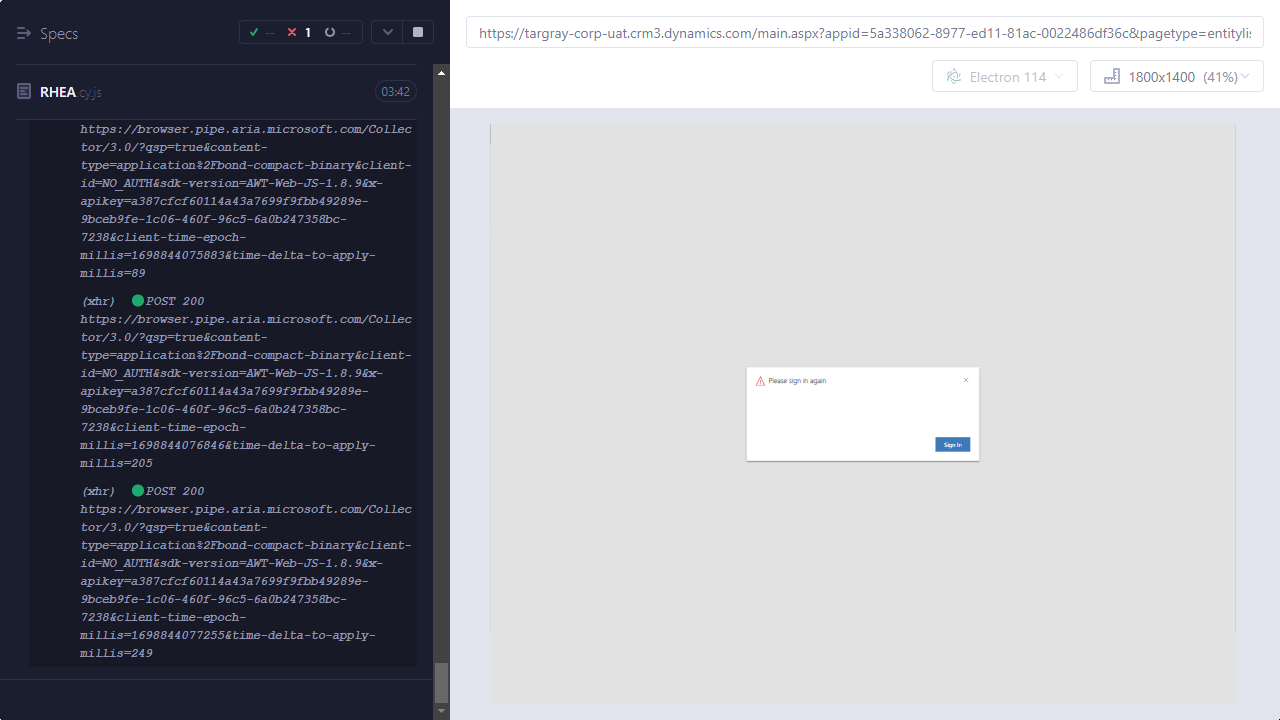 Specs
-- 1 --
RHEA.cy.js 03:42
https://browser.pipe.aria.microsoft.com/Collec
tor/3.0/?qsp=true&content-
type=application%2Fbond-compact-binary&client-
id=NO_AUTH&sdk-version=AWT-Web-JS-1.8.9&x-
apikey=a387cfcf60114a43a7699f9fbb49289e-
9bceb9fe-1c06-460f-96c5-6a0b247358bc-
7238&client-time-epoch-
millis=1698844075883&time-delta-to-apply-
millis=89
(xhr) POST 200
https://browser.pipe.aria.microsoft.com/Collec
tor/3.0/?qsp=true&content-
type=application%2Fbond-compact-binary&client-
id=NO_AUTH&sdk-version=AWT-Web-JS-1.8.9&x-
apikey=a387cfcf60114a43a7699f9fbb49289e-
9bceb9fe-1c06-460f-96c5-6a0b247358bc-
7238&client-time-epoch-
millis=1698844076846&time-delta-to-apply-
millis=205
(xhr) POST 200
https://browser.pipe.aria.microsoft.com/Collec
tor/3.0/?qsp=true&content-
type=application%2Fbond-compact-binary&client-
id=NO_AUTH&sdk-version=AWT-Web-JS-1.8.9&x-
apikey=a387cfcf60114a43a7699f9fbb49289e-
9bceb9fe-1c06-460f-96c5-6a0b247358bc-
7238&client-time-epoch-
millis=1698844077255&time-delta-to-apply-
millis=249
https://targray-corp-uat.crm3.dynamics.com/main.aspx?appid=5a338062-8977-ed11-81ac-0022486df36c&pagetype=entitylis
Electron 114
1800x1400 (41%)
Please sign in again
Sign In